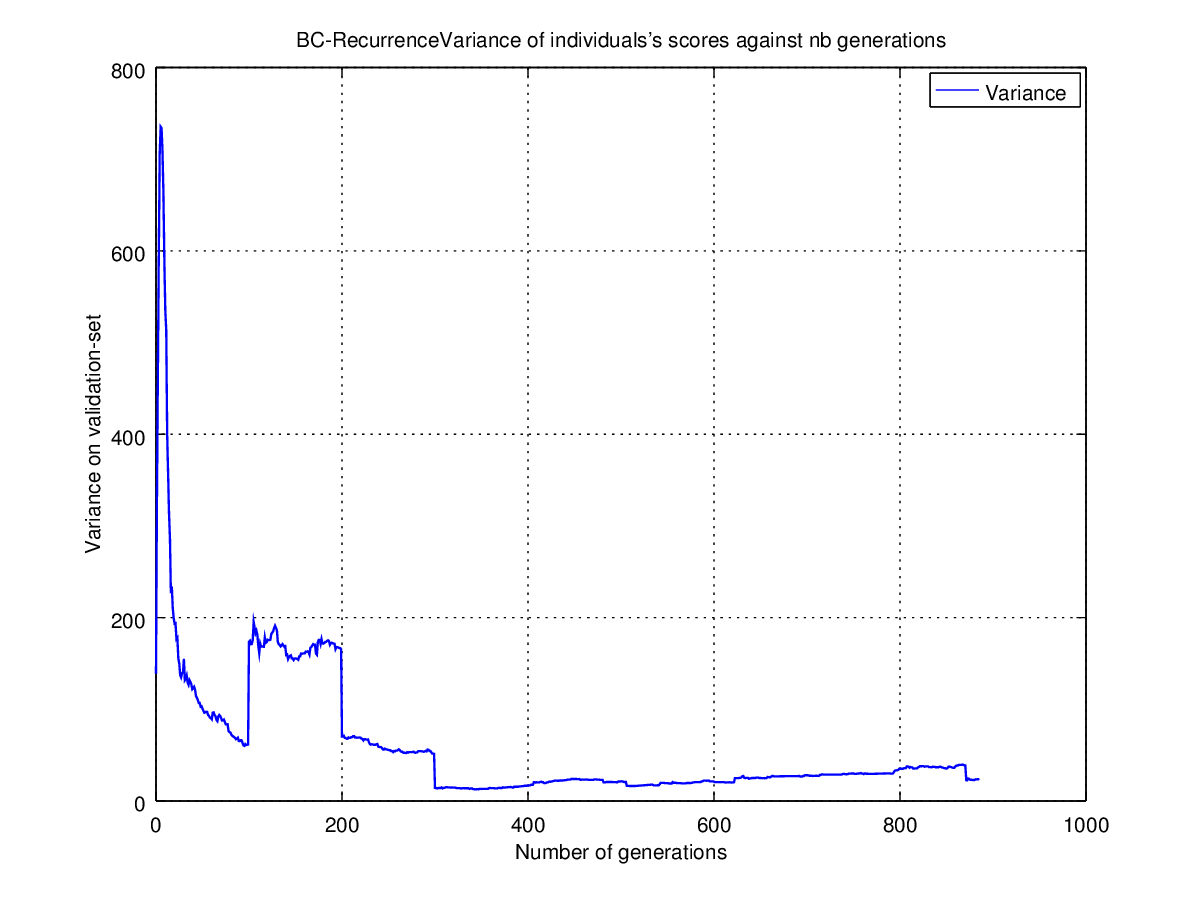 BC-RecurrenceVariance of individuals's scores against nb generations
800
Variance
600
400
200
0
Variance on validation-set
0 200 400 600 800 1000
Number of generations